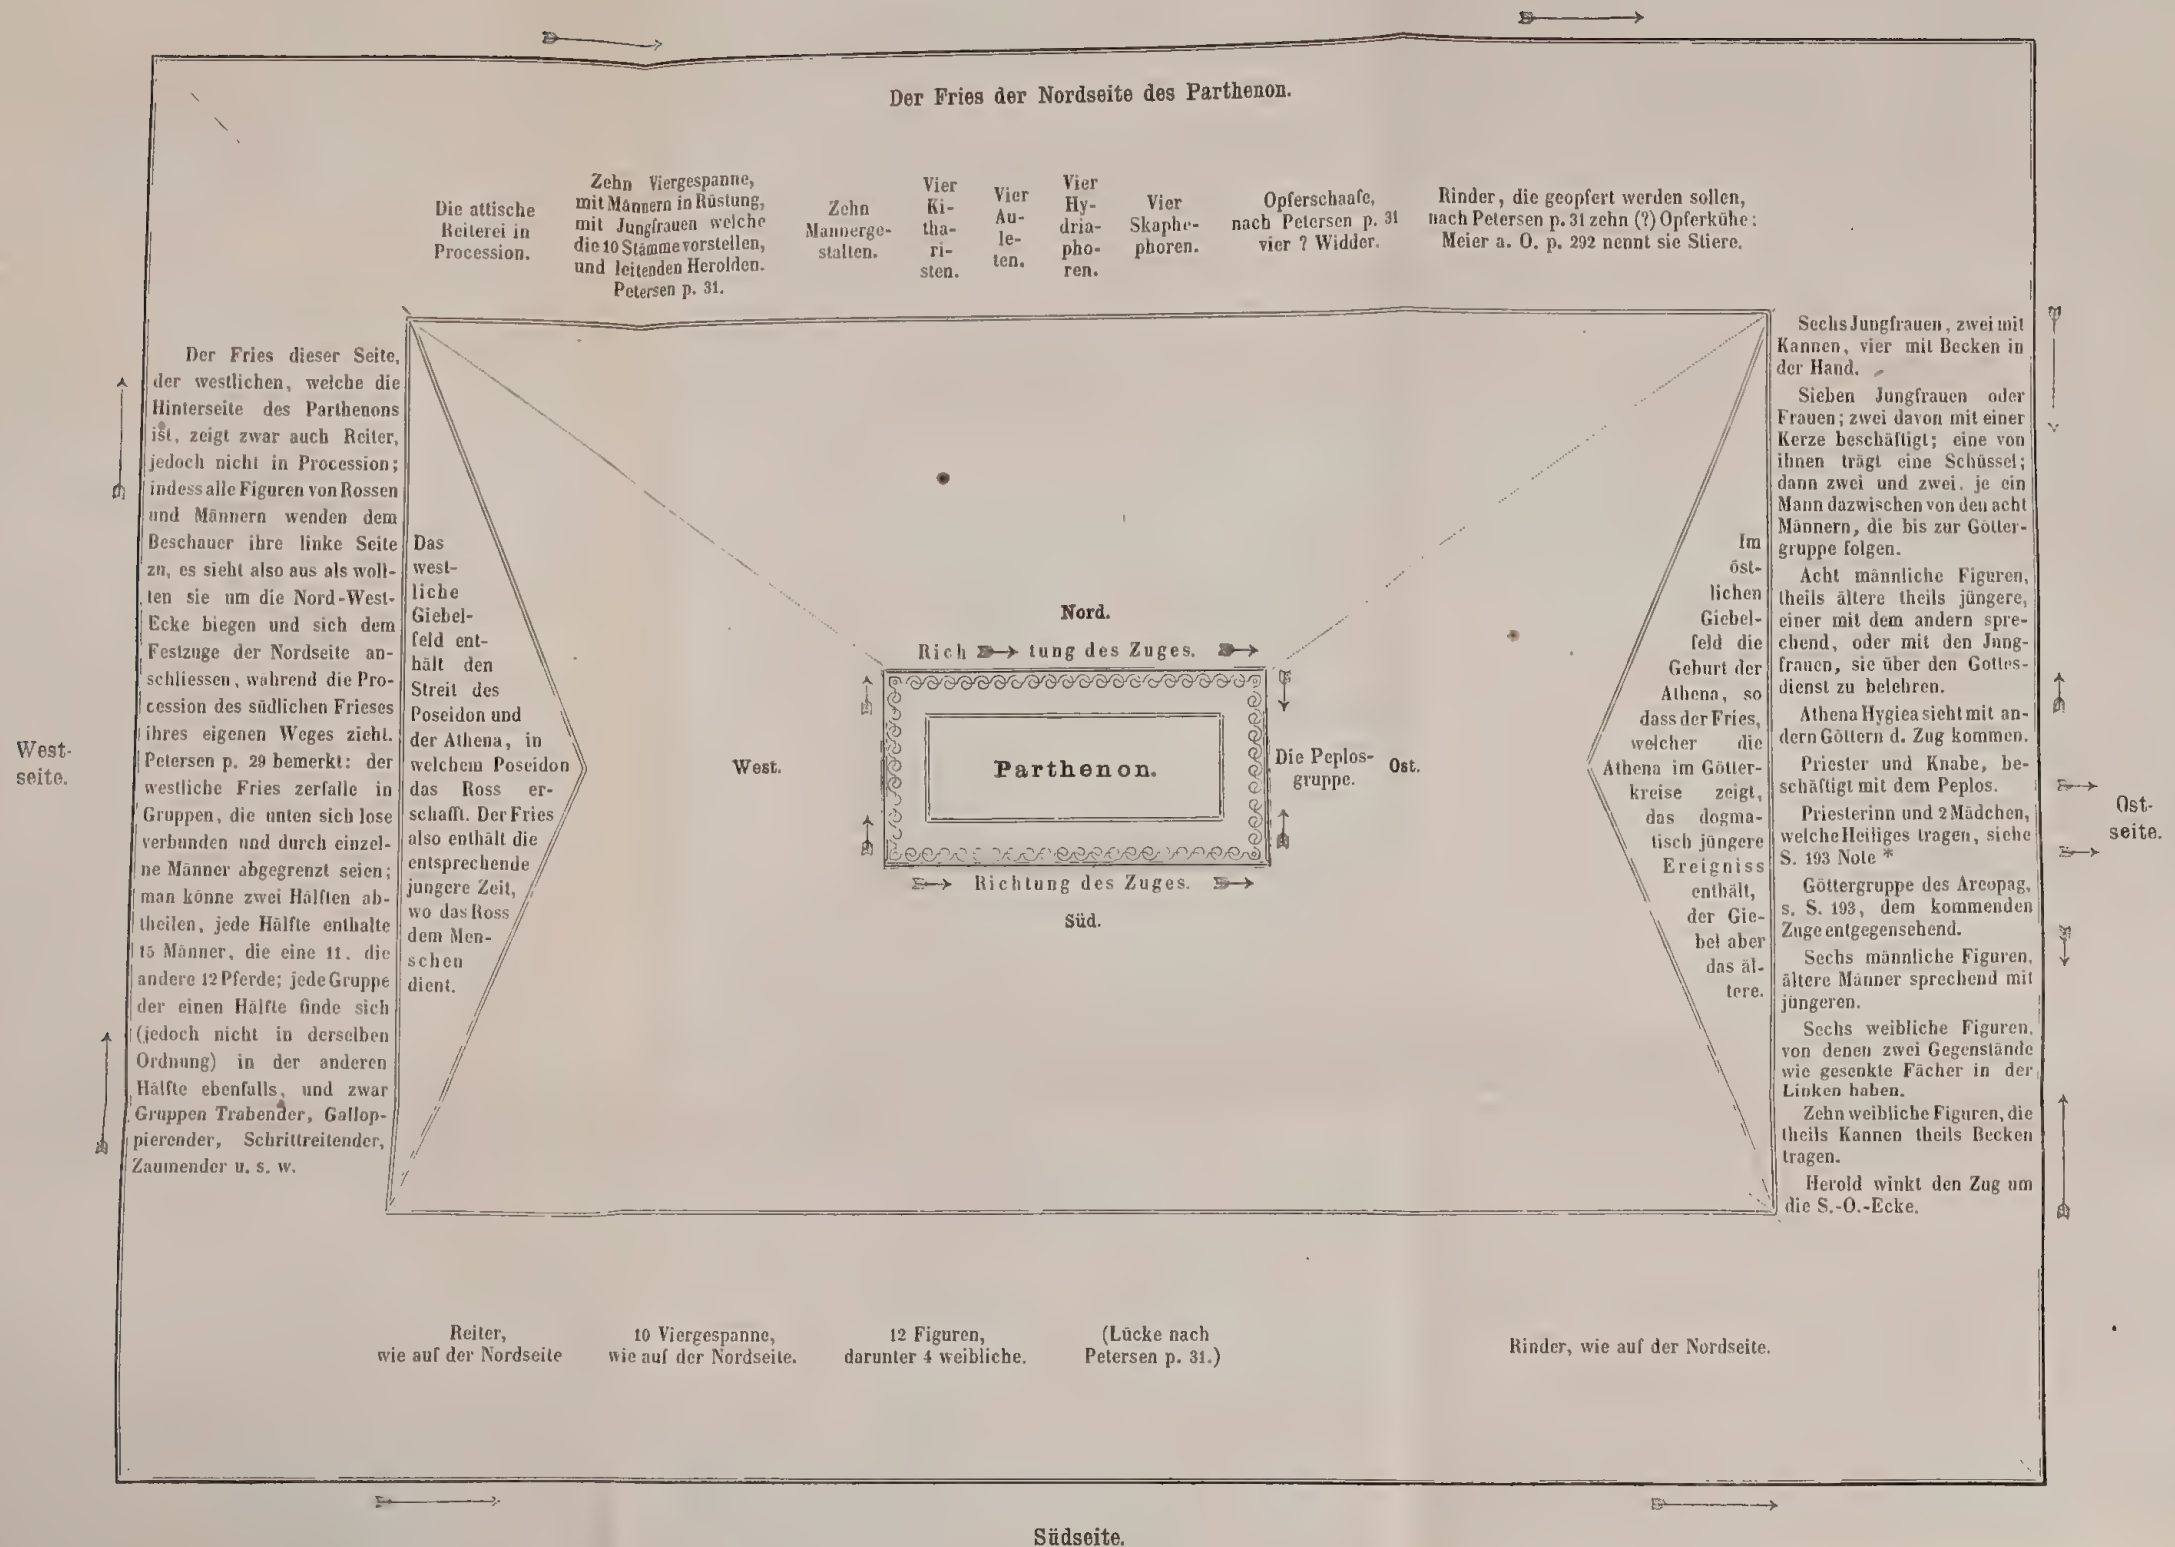 Der Fries der Nordseite des Parthenon.
Die attische
Reiterei in
Procession.
Zehn Viergespanne,
mit Männern in Rüstung,
mit Jungfrauen welche
die 10 Stämme vorstellen,
und leitenden Herolden.
Petersen p. 31.
Zehn
Mannerge-
stalten.
Vier
Ki-
tha-
ri-
sten.
Vier
Au-
le-
ten.
Vier
Hy-
dria-
pho-
ren.
Vier
Skaphe-
phoren.
Opferschaafe,
nach Petersen p. 31
vier ? Widder.
Rinder, die geopfert werden sollen,
nach Petersen p. 31 zehn (?) Opferkühe:
Meier a. O. p. 292 nennt sie Stiere.
West-
seite.
Der Fries dieser Seite,
der westlichen, welche die
Hinterseite des Parthenons
ist, zeigt zwar auch Reiter,
jedoch nicht in Procession;
indess alle Figuren von Rossen
und Männern wenden dem
Beschauer ihre linke Seite
zu, es sieht also aus als woll-
ten sie um die Nord-West-
Ecke biegen und sich dem
Festzuge der Nordseite an-
schliessen, während die Pro-
cession des südlichen Frieses
ihres eigenen Weges zieht.
Petersen p. 29 bemerkt: der
westliche Fries zerfalle in
Gruppen, die unten sich lose
verbunden und durch einzel-
ne Männer abgegrenzt seien;
man könne zwei Hälften ab-
theilen, jede Hälfte enthalte
15 Männer, die eine 11. die
andere 12 Pferde; jede Gruppe
der einen Hälfte finde sich
(jedoch nicht in derselben
Ordnung) in der anderen
Hälfte ebenfalls, und zwar
Gruppen Trabender, Gallop-
pierender, Schrittreitender,
Zaumender u. s. w.
Das
west-
liche
Giebel-
feld ent-
hält den
Streit des
Poseidon und
der Athena, in
welchem Poseidon
das Ross er-
schafft. Der Fries
also enthält die
entsprechende
jungere Zeit,
wo das Ross
dem Men-
schen
dient.
West.
Nord.
Rich tung des Zuges.
Parthenon.
Richtung des Zuges.
Süd.
Die Peplos-
gruppe.
Ost.
Im
öst-
lichen
Giebel-
feld die
Geburt der
Athena, so
dass der Fries,
welcher die
Athena im Götter-
kreise zeigt,
das dogma-
tisch jüngere
Ereigniss
enthält,
der Gie-
bel aber
das äl-
tere.
Sechs Jungfrauen, zwei mit
Kannen, vier mit Becken in
der Hand.
Sieben Jungfrauen oder
Frauen; zwei davon mit einer
Kerze beschäftigt; eine von
ihnen trägt eine Schüssel;
dann zwei und zwei, je ein
Mann dazwischen von den acht
Männern, die bis zur Götter-
gruppe folgen.
Acht männliche Figuren,
theils ältere theils jüngere,
einer mit dem andern spre-
chend, oder mit den Jung-
frauen, sie über den Gottes-
dienst zu belehren.
Athena Hygiea sieht mit an-
dern Göttern d. Zug kommen.
Priester und Knabe, be-
schäftigt mit dem Peplos.
Priesterinn und 2 Mädchen,
welche Heiliges tragen, siehe
S. 193 Note *
Göttergruppe des Areopag,
s. S. 193, dem kommenden
Zuge entgegensehend.
Sechs männliche Figuren,
ältere Männer sprechend mit
jüngeren.
Sechs weibliche Figuren,
von denen zwei Gegenstände
wie gesenkte Fächer in der
Linken haben.
Zehn weibliche Figuren, die
theils Kannen theils Becken
tragen.
Herold winkt den Zug um
die S.-O.-Ecke.
Ost-
seite.
Reiter,
wie auf der Nordseite
10 Viergespanne,
wie auf der Nordseite.
12 Figuren,
darunter 4 weibliche.
(Lücke nach
Petersen p. 31.)
Rinder, wie auf der Nordseite.
Südseite.